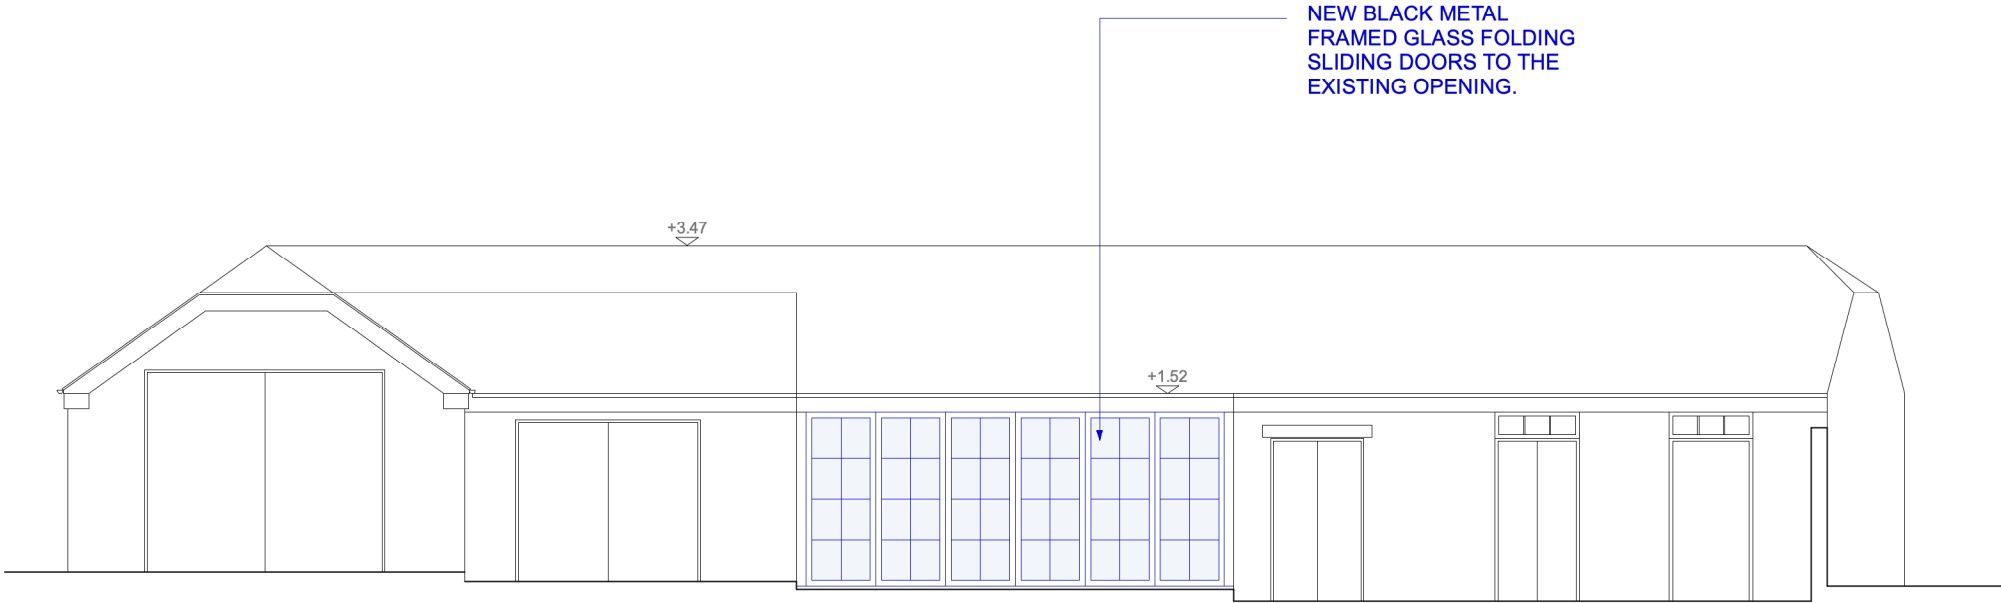 NEW BLACK METAL
FRAMED GLASS FOLDING
SLIDING DOORS TO THE
EXISTING OPENING.
+3.47
+1.52